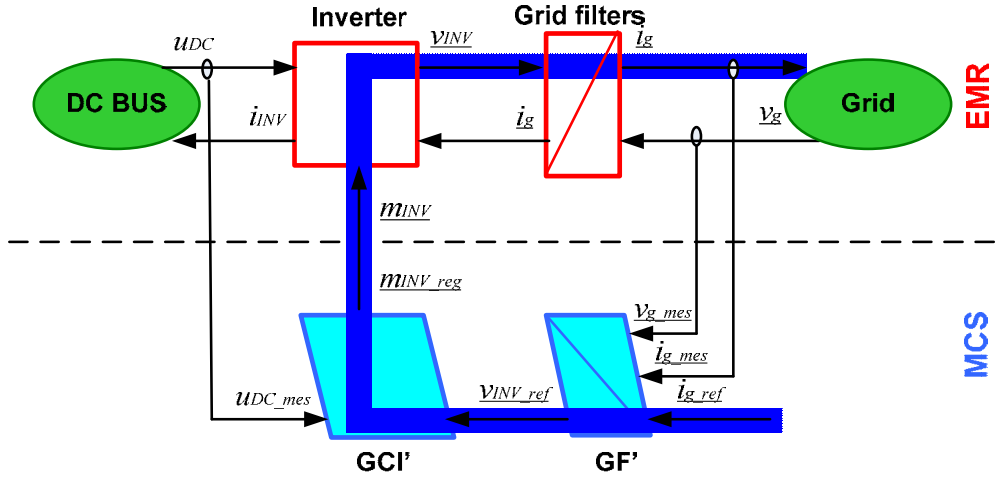 Inverter
Grid filters
uDC
vINV
ig
DC BUS
Grid
EMR
iINV
ig
vg
mINV
mINV_reg
vg_mes
MCS
ig_mes
uDC_mes
vINV_ref
ig_ref
GCI’
GF’